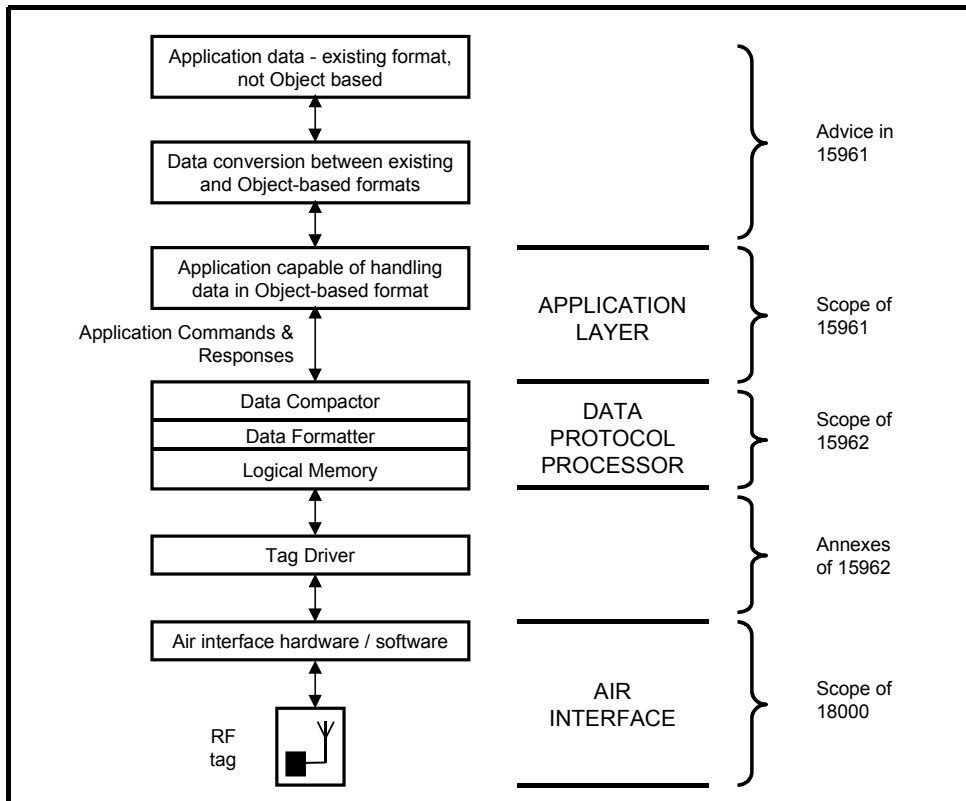 Application data - existing format,
not Object based
Data conversion between existing
and Object-based formats
Advice in
15961
Application capable of handling
data in Object-based format
Application Commands &
Responses
APPLICATION
LAYER
Scope of
15961
Data Compactor
Data Formatter
Logical Memory
DATA
PROTOCOL
PROCESSOR
Scope of
15962
Tag Driver
Annexes
of 15962
Air interface hardware / software
RF
tag
AIR
INTERFACE
Scope of
18000